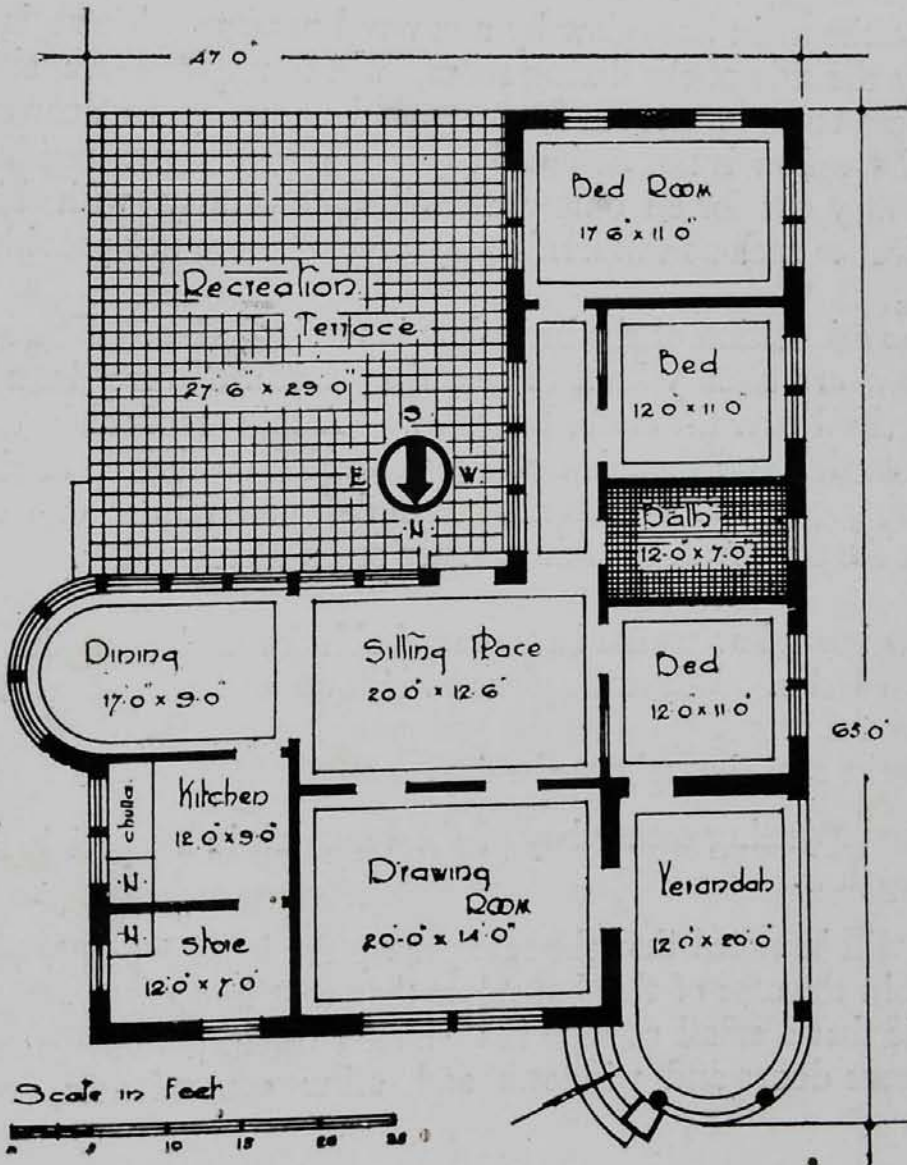 47 0"
Bed Room
17 6" x 11 0"
Recreation
Terrace
27' 6" x 29 0"
S
E W
N
Bed
12 0 x 11 0
Bath
12.0" x 7.0"
Dining
17'.0" x 9.0"
Sitting Place
20 0" x 12 6"
Bed
12.0 x 11 0"
chulla
Kitchen
12.0" x 9.0"
Drawing
Room
20-0" x 14'0"
Verandah
12 0 x 20 0
Store
12'0" x 7'0
Scale in feet
10 15 20